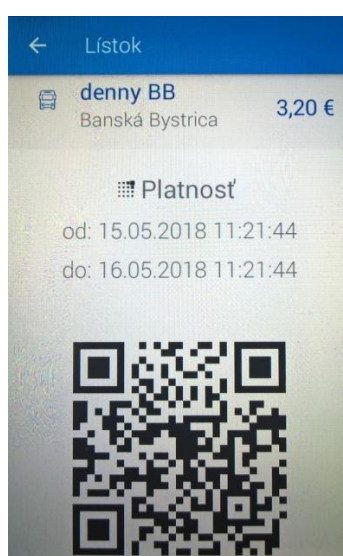 Lístok
denny BB
3,20 €
Banská Bystrica
Platnosť
od: 15.05.2018 11:21:44
do: 16.05.2018 11:21:44